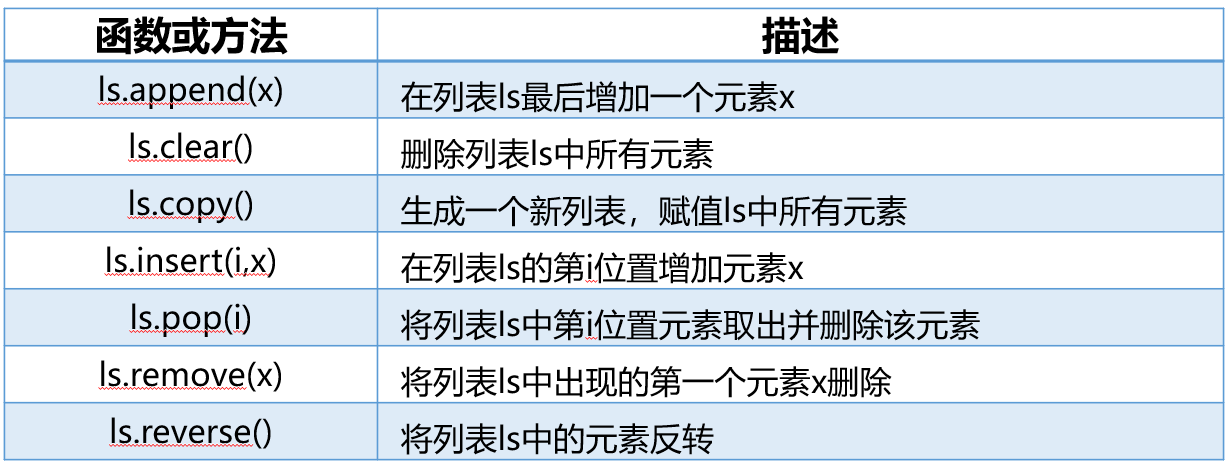 函数或方法 描述
ls.append(x) 在列表ls最后增加一个元素x
ls.clear() 删除列表ls中所有元素
ls.copy() 生成一个新列表，赋值ls中所有元素
ls.insert(i,x) 在列表ls的第i位置增加元素x
ls.pop(i) 将列表ls中第i位置元素取出并删除该元素
ls.remove(x) 将列表ls中出现的第一个元素x删除
ls.reverse() 将列表ls中的元素反转